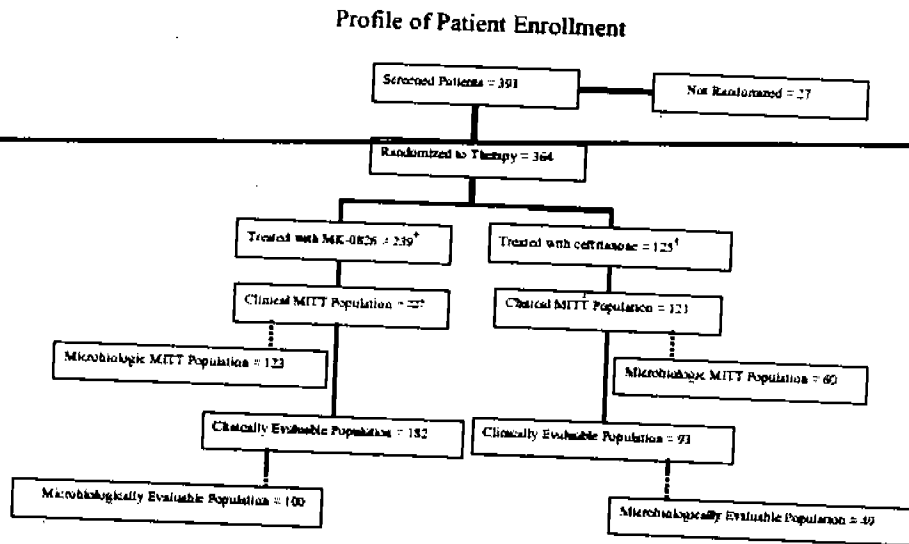 Profile of Patient Enrollment
Screened Patients = 391
Not Randomized = 27
Randomized to Therapy = 364
Treated with MK-0826 = 239†
Treated with ceftriaxone = 125†
Clinical MITT Population =
Clinical MITT Population = 121
Microbiologic MITT Population = 123
Microbiologic MITT Population = 60
Clinically Evaluable Population = 182
Clinically Evaluable Population = 93
Microbiologically Evaluable Population = 100
Microbiologically Evaluable Population = 49